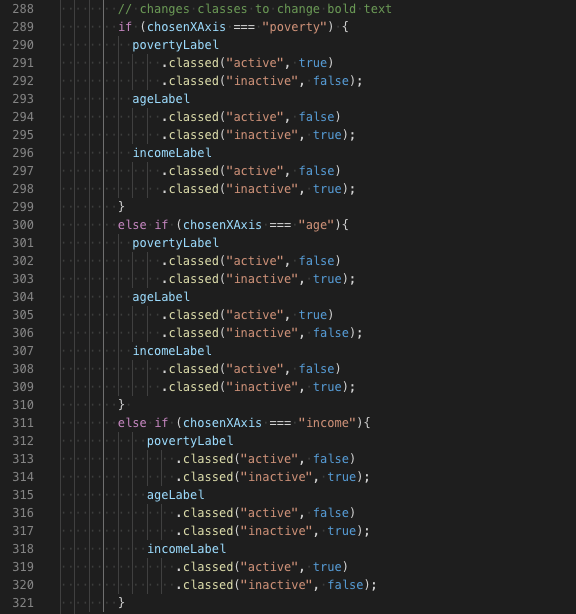 288 // changes classes to change bold text
289 if (chosenXAxis === "poverty") {
290 povertyLabel
291 .classed("active", true)
292 .classed("inactive", false);
293 ageLabel
294 .classed("active", false)
295 .classed("inactive", true);
296 incomeLabel
297 .classed("active", false)
298 .classed("inactive", true);
299 }
300 else if (chosenXAxis === "age"){
301 povertyLabel
302 .classed("active", false)
303 .classed("inactive", true);
304 ageLabel
305 .classed("active", true)
306 .classed("inactive", false);
307 incomeLabel
308 .classed("active", false)
309 .classed("inactive", true);
310 }
311 else if (chosenXAxis === "income"){
312 povertyLabel
313 .classed("active", false)
314 .classed("inactive", true);
315 ageLabel
316 .classed("active", false)
317 .classed("inactive", true);
318 incomeLabel
319 .classed("active", true)
320 .classed("inactive", false);
321 }